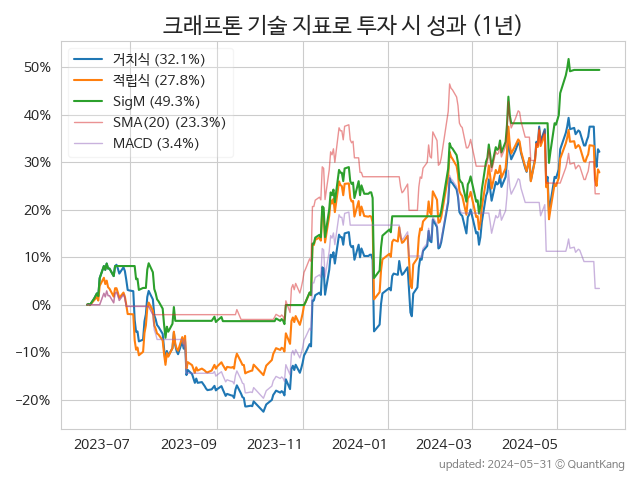 크래프톤 기술 지표로 투자 시 성과 (1년)
거치식 (32.1%)
적립식 (27.8%)
SigM (49.3%)
SMA(20) (23.3%)
MACD (3.4%)
50%
40%
30%
20%
10%
0%
−10%
−20%
2023-07 2023-09 2023-11 2024-01 2024-03 2024-05
updated: 2024-05-31 © QuantKang